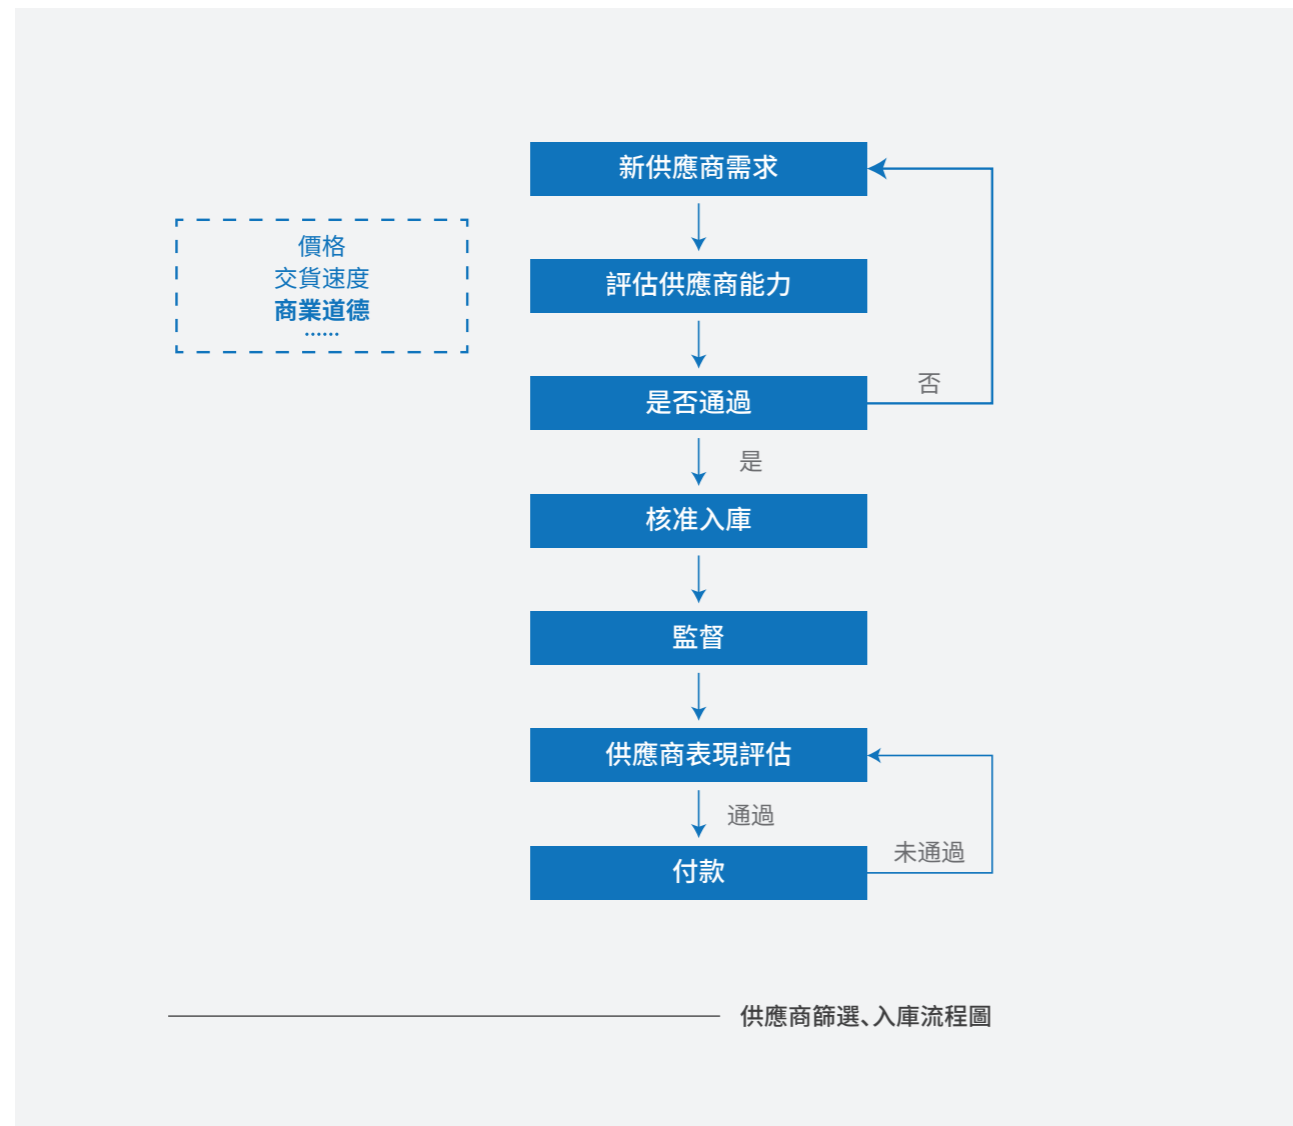 新供應商需求
價格
交貨速度
商業道德
……
評估供應商能力
是否通過
否
是
核准入庫
監督
供應商表現評估
通過
未通過
付款
供應商篩選、入庫流程圖